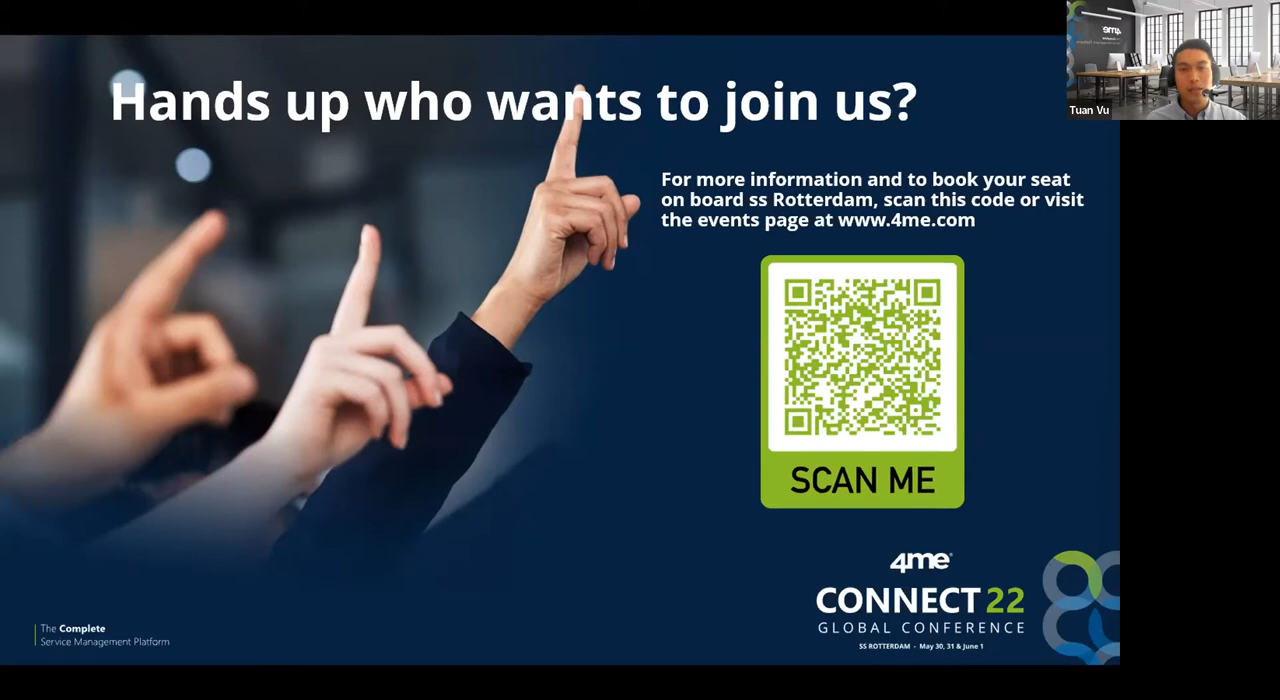 Hands up who wants to join us?
Tuan Vu
For more information and to book your seat
on board ss Rotterdam, scan this code or visit
the events page at www.4me.com
SCAN ME
4me
CONNECT 22
GLOBAL CONFERENCE
SS ROTTERDAM - May 30, 31 & June 1
The Complete
Service Management Platform